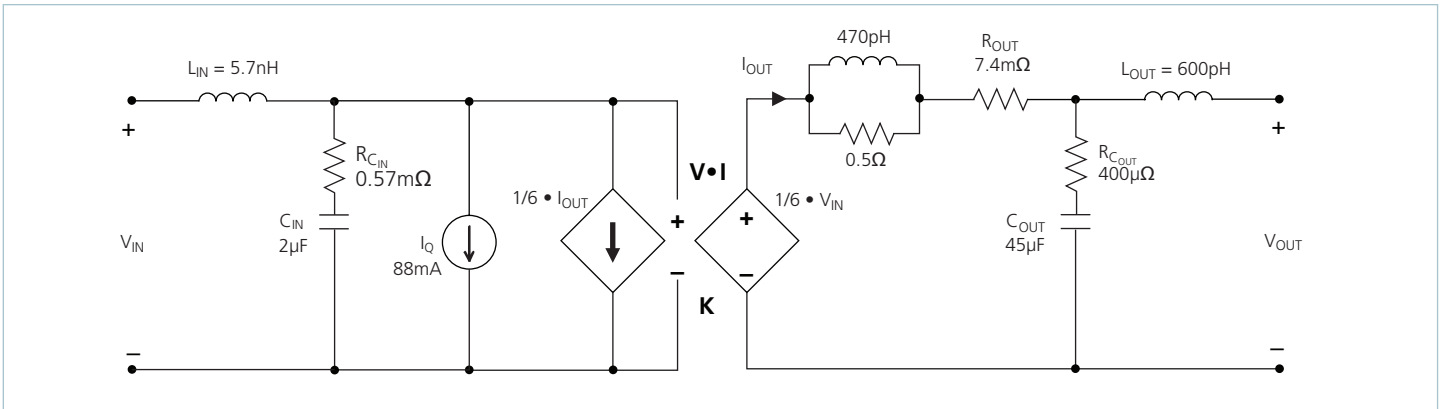 L_IN = 5.7nH
+
R_C_IN
0.57mΩ
C_IN
2µF
V_IN
I_Q
88mA
−
1/6 • I_OUT
+
−
V•I
K
1/6 • V_IN
+
−
I_OUT
470pH
0.5Ω
R_OUT
7.4mΩ
L_OUT = 600pH
+
R_C_OUT
400µΩ
C_OUT
45µF
V_OUT
−